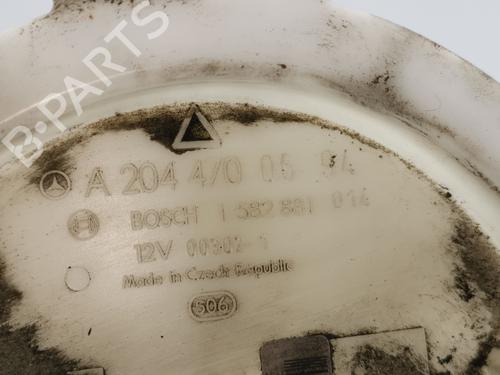 B-PARTS
A 204 470 05 94
BOSCH 1 582 881 014
12V 00302-1
Made in Czech Republic
506